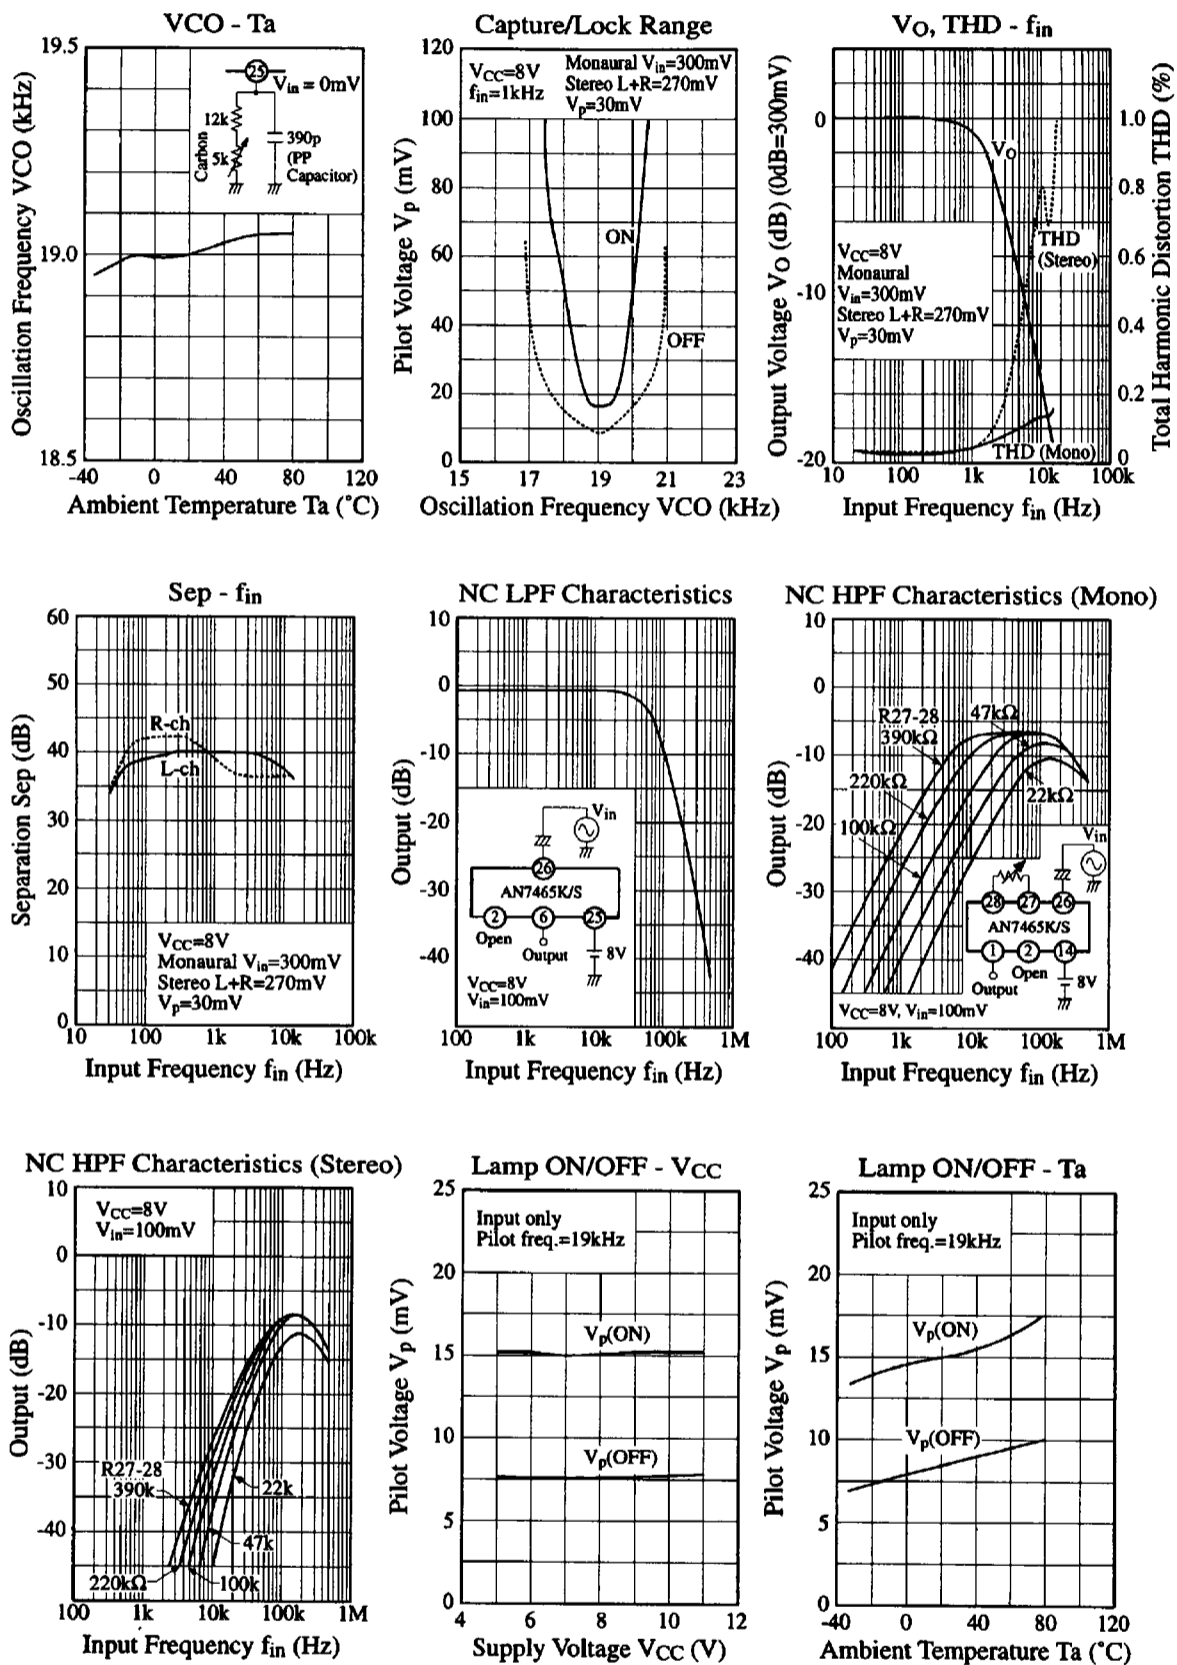 VCO - Ta
Oscillation Frequency VCO (kHz)
19.5
19.0
18.5
25
Vin = 0mV
12k
Carbon
5k
390p
(PP
Capacitor)
-40 0 40 80 120
Ambient Temperature Ta (°C)
Capture/Lock Range
Pilot Voltage Vp (mV)
120
100
80
60
40
20
0
VCC=8V
fin=1kHz
Monaural Vin=300mV
Stereo L+R=270mV
Vp=30mV
ON
OFF
15 17 19 21 23
Oscillation Frequency VCO (kHz)
VO, THD - fin
Output Voltage VO (dB) (0dB=300mV)
0
-10
-20
VO
THD
(Stereo)
VCC=8V
Monaural
Vin=300mV
Stereo L+R=270mV
Vp=30mV
THD (Mono)
1.0
0.8
0.6
0.4
0.2
0
Total Harmonic Distortion THD (%)
10 100 1k 10k 100k
Input Frequency fin (Hz)
Sep - fin
Separation Sep (dB)
60
50
40
30
20
10
0
R-ch
L-ch
VCC=8V
Monaural Vin=300mV
Stereo L+R=270mV
Vp=30mV
10 100 1k 10k 100k
Input Frequency fin (Hz)
NC LPF Characteristics
Output (dB)
10
0
-10
-20
-30
-40
Vin
26
AN7465K/S
2 6 25
Open
Output
8V
VCC=8V
Vin=100mV
100 1k 10k 100k 1M
Input Frequency fin (Hz)
NC HPF Characteristics (Mono)
Output (dB)
10
0
-10
-20
-30
-40
R27-28
390kΩ
47kΩ
220kΩ
22kΩ
100kΩ
Vin
28 27 26
AN7465K/S
1 2 14
Open
Output
8V
VCC=8V, Vin=100mV
100 1k 10k 100k 1M
Input Frequency fin (Hz)
NC HPF Characteristics (Stereo)
Output (dB)
10
0
-10
-20
-30
-40
VCC=8V
Vin=100mV
R27-28
390k
22k
47k
220kΩ
100k
100 1k 10k 100k 1M
Input Frequency fin (Hz)
Lamp ON/OFF - VCC
Pilot Voltage Vp (mV)
25
20
15
10
5
0
Input only
Pilot freq.=19kHz
Vp(ON)
Vp(OFF)
4 6 8 10 12
Supply Voltage VCC (V)
Lamp ON/OFF - Ta
Pilot Voltage Vp (mV)
25
20
15
10
5
0
Input only
Pilot freq.=19kHz
Vp(ON)
Vp(OFF)
-40 0 40 80 120
Ambient Temperature Ta (°C)